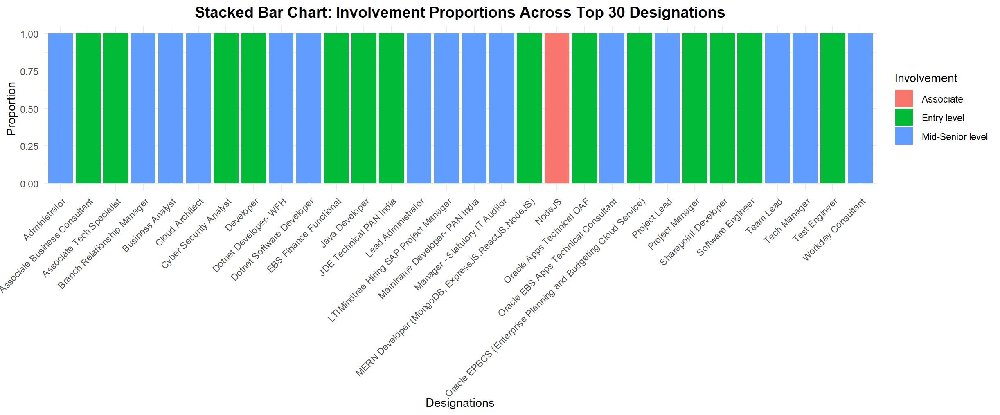 Stacked Bar Chart: Involvement Proportions Across Top 30 Designations
1.00
0.75
0.50
0.25
0.00
Proportion
Administrator
Associate Business Consultant
Associate Tech Specialist
Branch Relationship Manager
Business Analyst
Cloud Architect
Cyber Security Analyst
Developer
Dotnet Developer- WFH
Dotnet Software Developer
EBS Finance Functional
Java Developer
JDE Technical PAN India
Lead Administrator
LTIMindtree Hiring SAP Project Manager
Mainframe Developer- PAN India
Manager - Statutory IT Auditor
MERN Developer (MongoDB, ExpressJS,ReactJS,NodeJS)
NodeJS
Oracle Apps Technical OAF
Oracle EBS Apps Technical Consultant
Oracle EPBCS (Enterprise Planning and Budgeting Cloud Service)
Project Lead
Project Manager
Sharepoint Developer
Software Engineer
Team Lead
Tech Manager
Test Engineer
Workday Consultant
Designations
Involvement
Associate
Entry level
Mid-Senior level